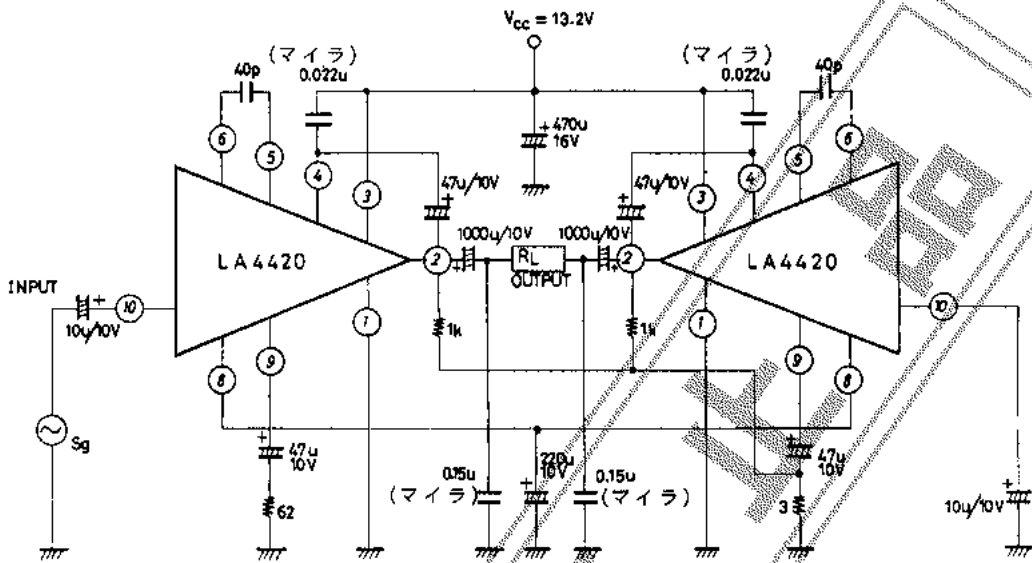 VCC = 13.2V
(マイラ)
0.022u
(マイラ)
0.022u
40p
40p
470u
16V
6
5
4
3
3
4
5
6
47u/10V
47u/10V
1000u/10V
RL
OUTPUT
1000u/10V
LA4420
2
2
LA4420
INPUT
10u/10V
10
10
1
1
1k
1k
8
9
9
8
Sg
47u
10V
62
0.15u
(マイラ)
220u
10V
0.15u
(マイラ)
47u
10V
3
10u/10V